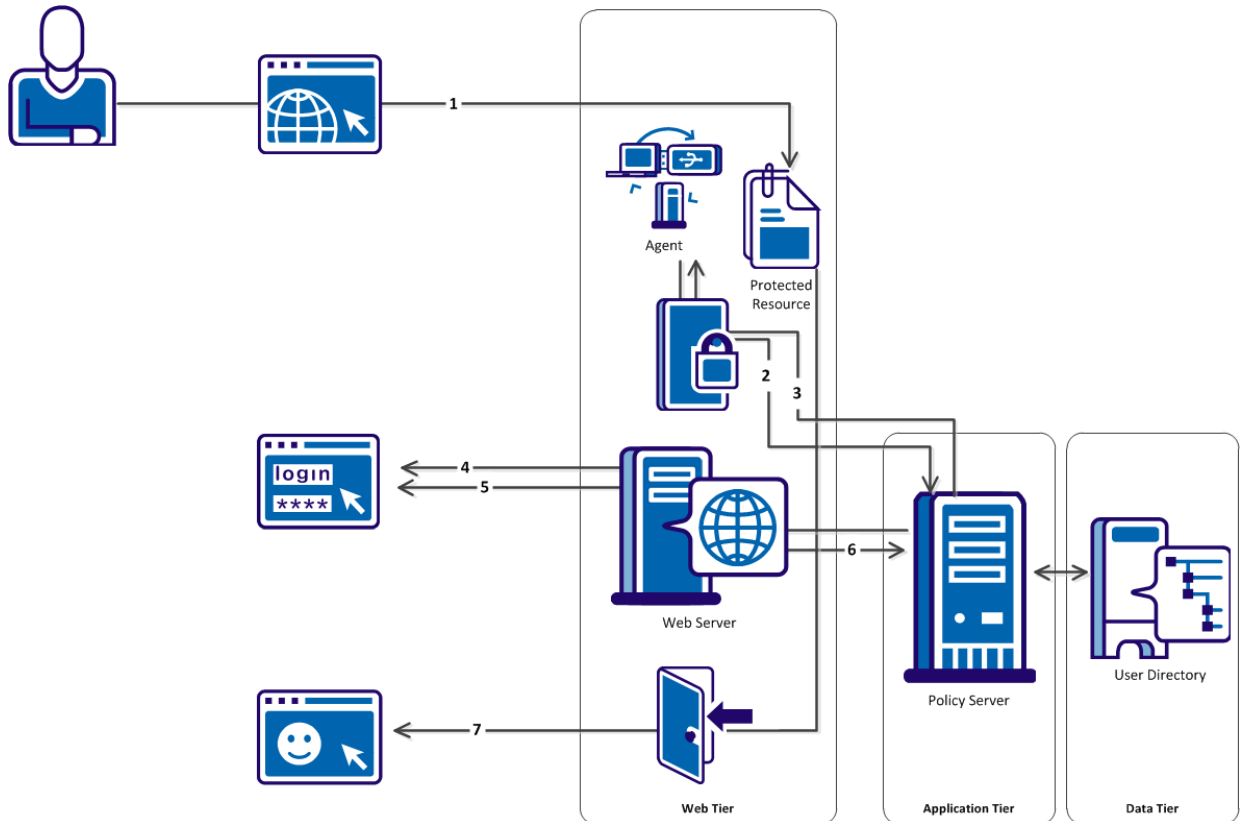 1
Agent
Protected
Resource
2
3
4
login
****
5
6
Web Server
User Directory
Policy Server
7
Web Tier
Application Tier
Data Tier